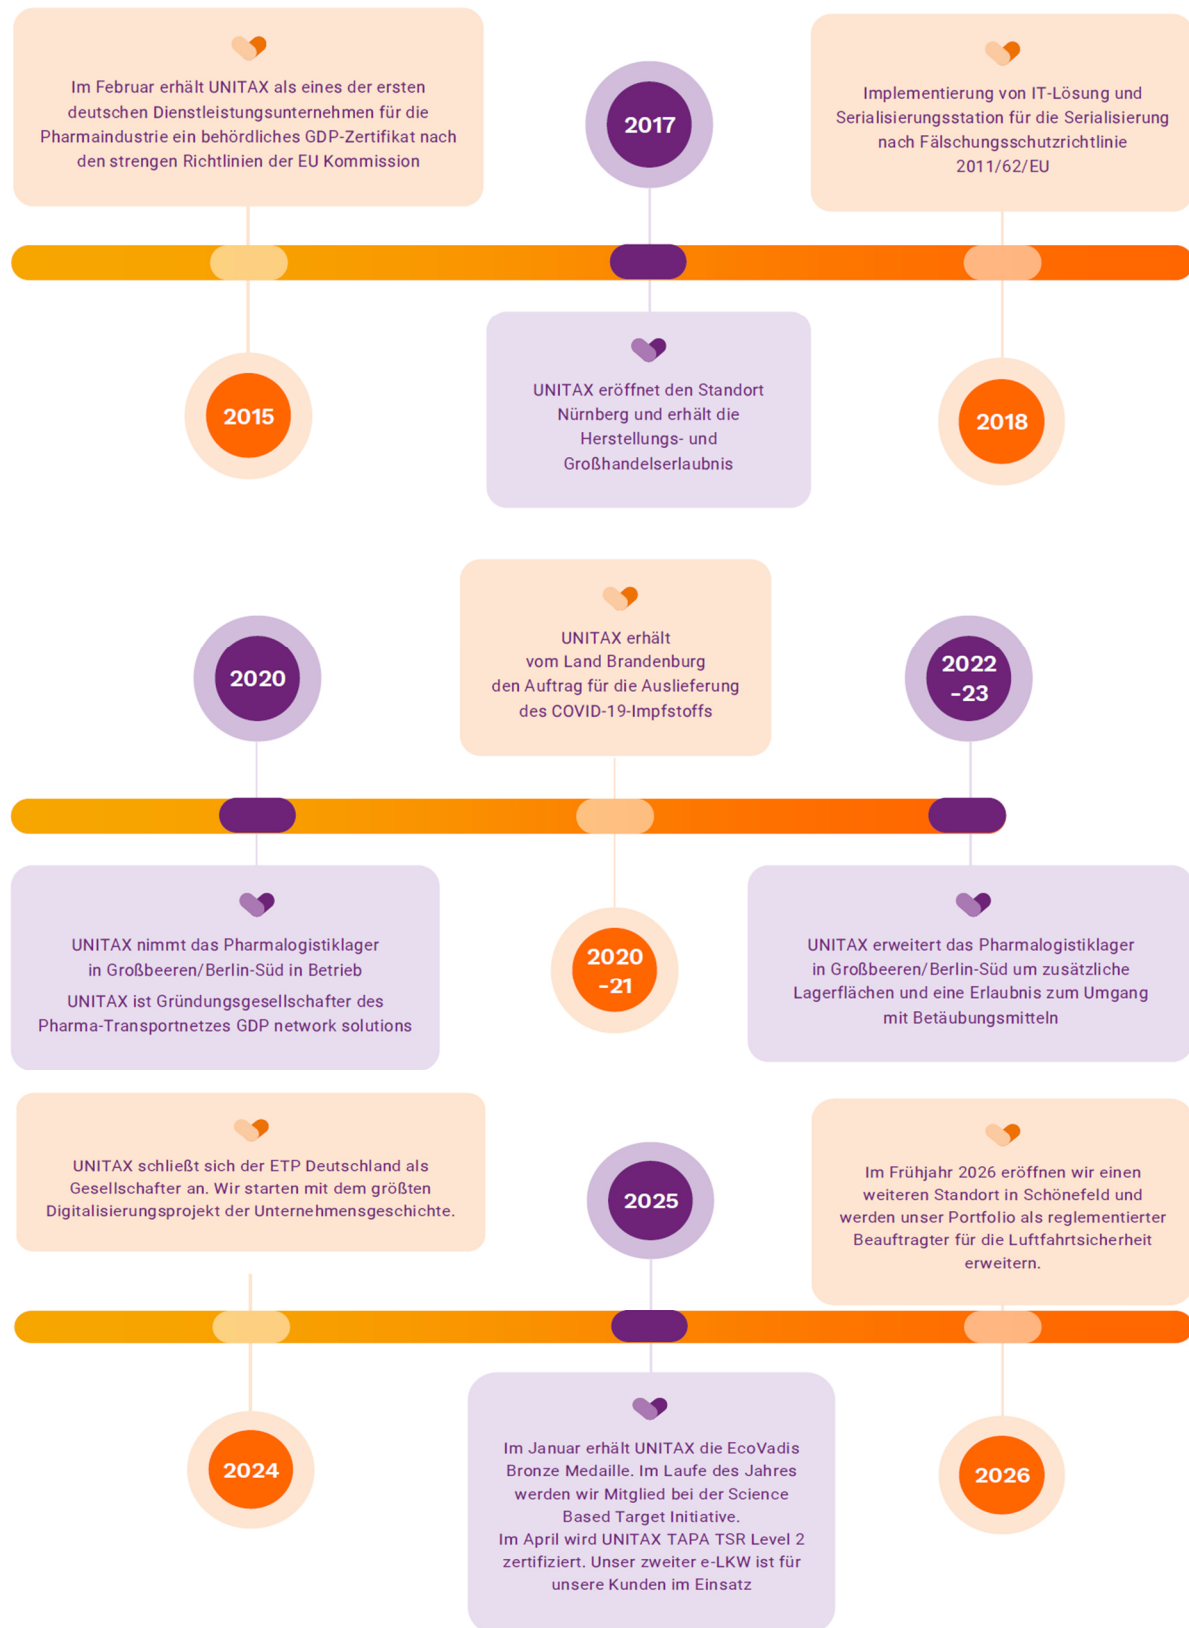 Im Februar erhält UNITAX als eines der ersten
deutschen Dienstleistungsunternehmen für die
Pharmaindustrie ein behördliches GDP-Zertifikat nach
den strengen Richtlinien der EU Kommission
2015
2017
UNITAX eröffnet den Standort
Nürnberg und erhält die
Herstellungs- und
Großhandelserlaubnis
Implementierung von IT-Lösung und
Serialisierungsstation für die Serialisierung
nach Fälschungsschutzrichtlinie
2011/62/EU
2018
2020
UNITAX nimmt das Pharmalogistiklager
in Großbeeren/Berlin-Süd in Betrieb
UNITAX ist Gründungsgesellschafter des
Pharma-Transportnetzes GDP network solutions
UNITAX erhält
vom Land Brandenburg
den Auftrag für die Auslieferung
des COVID-19-Impfstoffs
2020
-21
2022
-23
UNITAX erweitert das Pharmalogistiklager
in Großbeeren/Berlin-Süd um zusätzliche
Lagerflächen und eine Erlaubnis zum Umgang
mit Betäubungsmitteln
UNITAX schließt sich der ETP Deutschland als
Gesellschafter an. Wir starten mit dem größten
Digitalisierungsprojekt der Unternehmensgeschichte.
2024
2025
Im Januar erhält UNITAX die EcoVadis
Bronze Medaille. Im Laufe des Jahres
werden wir Mitglied bei der Science
Based Target Initiative.
Im April wird UNITAX TAPA TSR Level 2
zertifiziert. Unser zweiter e-LKW ist für
unsere Kunden im Einsatz
Im Frühjahr 2026 eröffnen wir einen
weiteren Standort in Schönefeld und
werden unser Portfolio als reglementierter
Beauftragter für die Luftfahrtsicherheit
erweitern.
2026